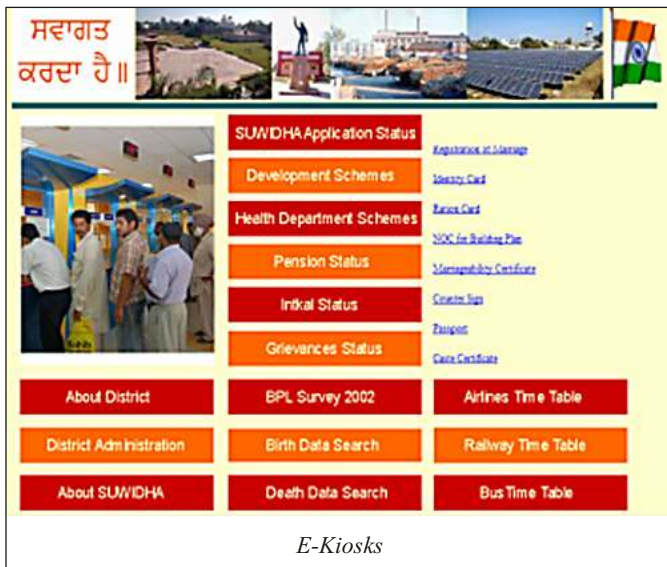 ਸਵਾਗਤ
ਕਰਦਾ ਹੈ॥
SUWIDHA Application Status
Development Schemes
Health Department Schemes
Pension Status
Intkal Status
Grievances Status
Registration of Marriage
Identity Card
Ration Card
NOC for Building Plan
Marriageability Certificate
Counter Sign
Passport
Caste Certificate
About District
BPL Survey 2002
Airlines Time Table
District Administration
Birth Data Search
Railway Time Table
About SUWIDHA
Death Data Search
Bus Time Table
E-Kiosks